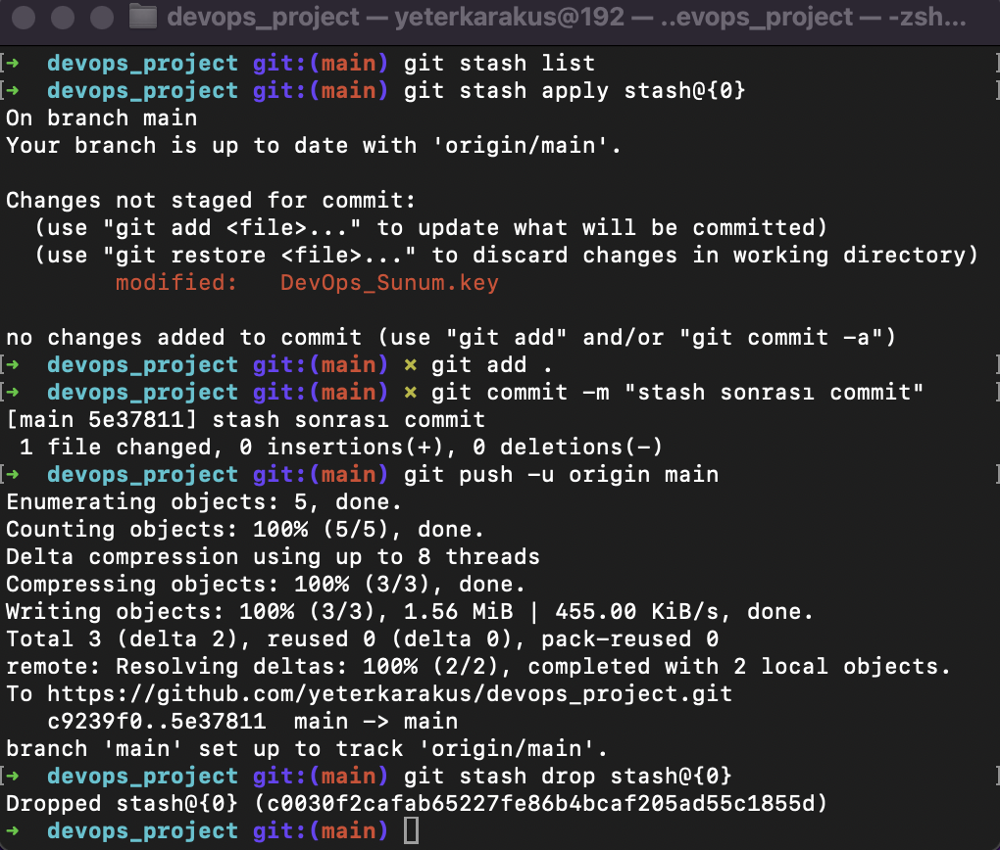 devops_project — yeterkarakus@192 — ..evops_project — -zsh...
[→  devops_project git:(main) git stash list ]
[→  devops_project git:(main) git stash apply stash@{0} ]
On branch main
Your branch is up to date with 'origin/main'.
Changes not staged for commit:
  (use "git add <file>..." to update what will be committed)
  (use "git restore <file>..." to discard changes in working directory)
        modified:   DevOps_Sunum.key
no changes added to commit (use "git add" and/or "git commit -a")
[→  devops_project git:(main) × git add . ]
[→  devops_project git:(main) × git commit -m "stash sonrası commit" ]
[main 5e37811] stash sonrası commit
 1 file changed, 0 insertions(+), 0 deletions(-)
[→  devops_project git:(main) git push -u origin main ]
Enumerating objects: 5, done.
Counting objects: 100% (5/5), done.
Delta compression using up to 8 threads
Compressing objects: 100% (3/3), done.
Writing objects: 100% (3/3), 1.56 MiB | 455.00 KiB/s, done.
Total 3 (delta 2), reused 0 (delta 0), pack-reused 0
remote: Resolving deltas: 100% (2/2), completed with 2 local objects.
To https://github.com/yeterkarakus/devops_project.git
   c9239f0..5e37811  main -> main
branch 'main' set up to track 'origin/main'.
[→  devops_project git:(main) git stash drop stash@{0} ]
Dropped stash@{0} (c0030f2cafab65227fe86b4bcaf205ad55c1855d)
→  devops_project git:(main)